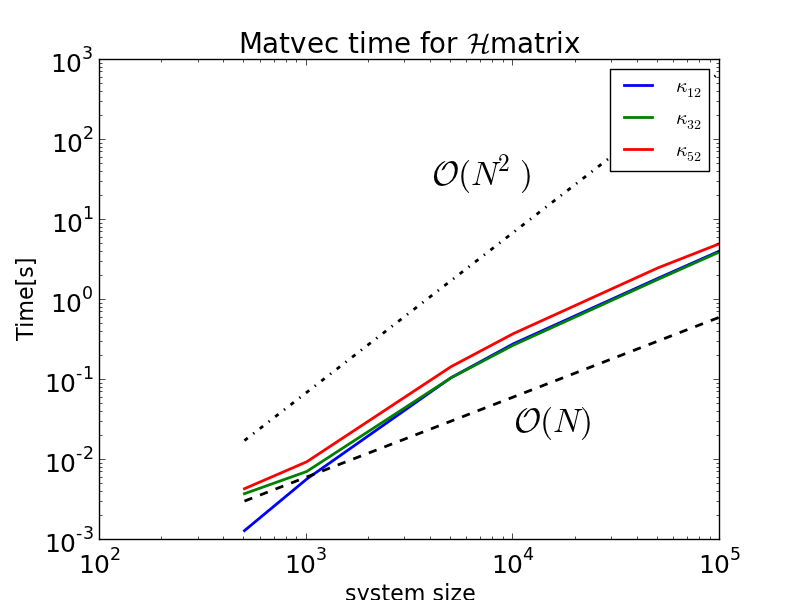 Matvec time for ℋmatrix
10³
10²
10¹
10⁰
10⁻¹
10⁻²
10⁻³
Time[s]
κ₁₂
κ₃₂
κ₅₂
𝒪(N² )
𝒪(N)
10² 10³ 10⁴ 10⁵
system size